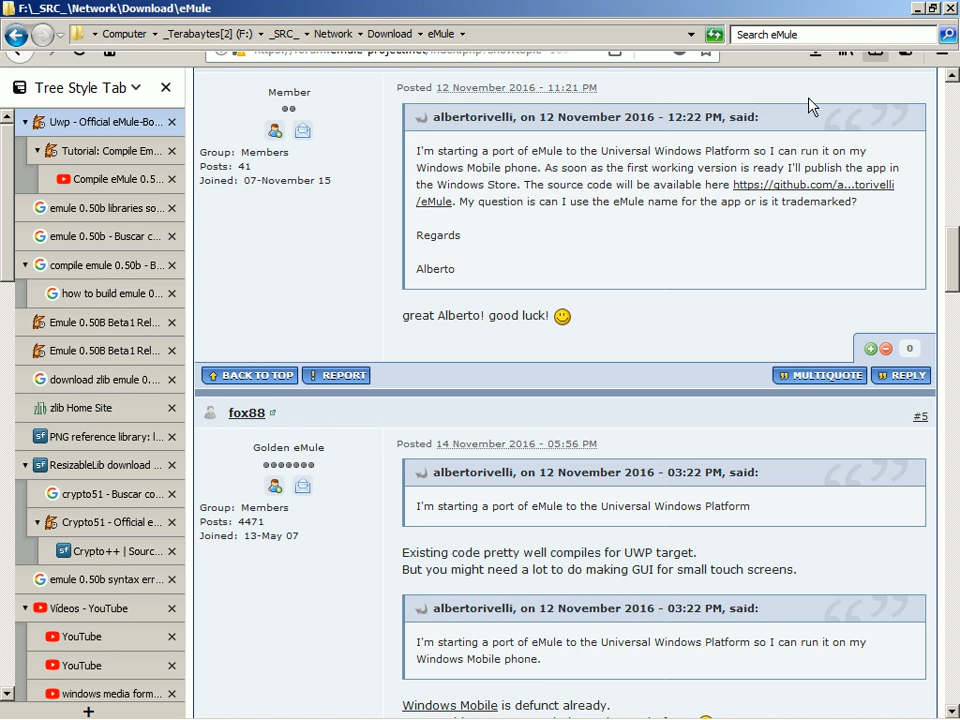 F:\_SRC_\Network\Download\eMule
Computer
_Terabaytes[2] (F:)
_SRC_
Network
Download
eMule
Search eMule
Tree Style Tab
Uwp - Official eMule-Bo...
Tutorial: Compile Em...
Compile eMule 0.5...
emule 0.50b libraries so...
emule 0.50b - Buscar c...
compile emule 0.50b - B...
how to build emule 0...
Emule 0.50B Beta1 Rel...
Emule 0.50B Beta1 Rel...
download zlib emule 0....
zlib Home Site
PNG reference library: l...
ResizableLib download ...
crypto51 - Buscar co...
Crypto51 - Official e...
Crypto++ | Sourc...
emule 0.50b syntax err...
Vídeos - YouTube
YouTube
YouTube
windows media form...
Member
Group: Members
Posts: 41
Joined: 07-November 15
Posted 12 November 2016 - 11:21 PM
albertorivelli, on 12 November 2016 - 12:22 PM, said:
I'm starting a port of eMule to the Universal Windows Platform so I can run it on my
Windows Mobile phone. As soon as the first working version is ready I'll publish the app in
the Windows Store. The source code will be available here https://github.com/a...torivelli
/eMule. My question is can I use the eMule name for the app or is it trademarked?
Regards
Alberto
great Alberto! good luck!
0
BACK TO TOP
! REPORT
MULTIQUOTE
REPLY
fox88
#5
Golden eMule
Group: Members
Posts: 4471
Joined: 13-May 07
Posted 14 November 2016 - 05:56 PM
albertorivelli, on 12 November 2016 - 03:22 PM, said:
I'm starting a port of eMule to the Universal Windows Platform
Existing code pretty well compiles for UWP target.
But you might need a lot to do making GUI for small touch screens.
albertorivelli, on 12 November 2016 - 03:22 PM, said:
I'm starting a port of eMule to the Universal Windows Platform so I can run it on my
Windows Mobile phone.
Windows Mobile is defunct already.